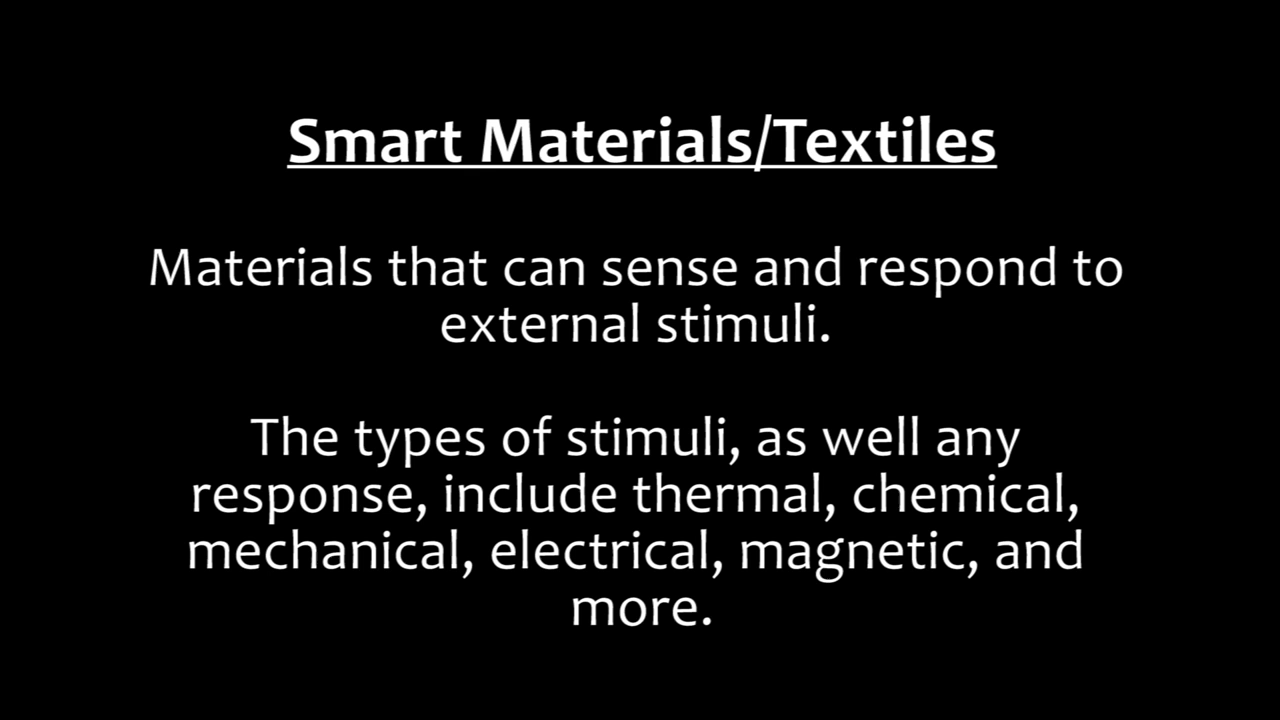 Smart Materials/Textiles
Materials that can sense and respond to
external stimuli.
The types of stimuli, as well any
response, include thermal, chemical,
mechanical, electrical, magnetic, and
more.